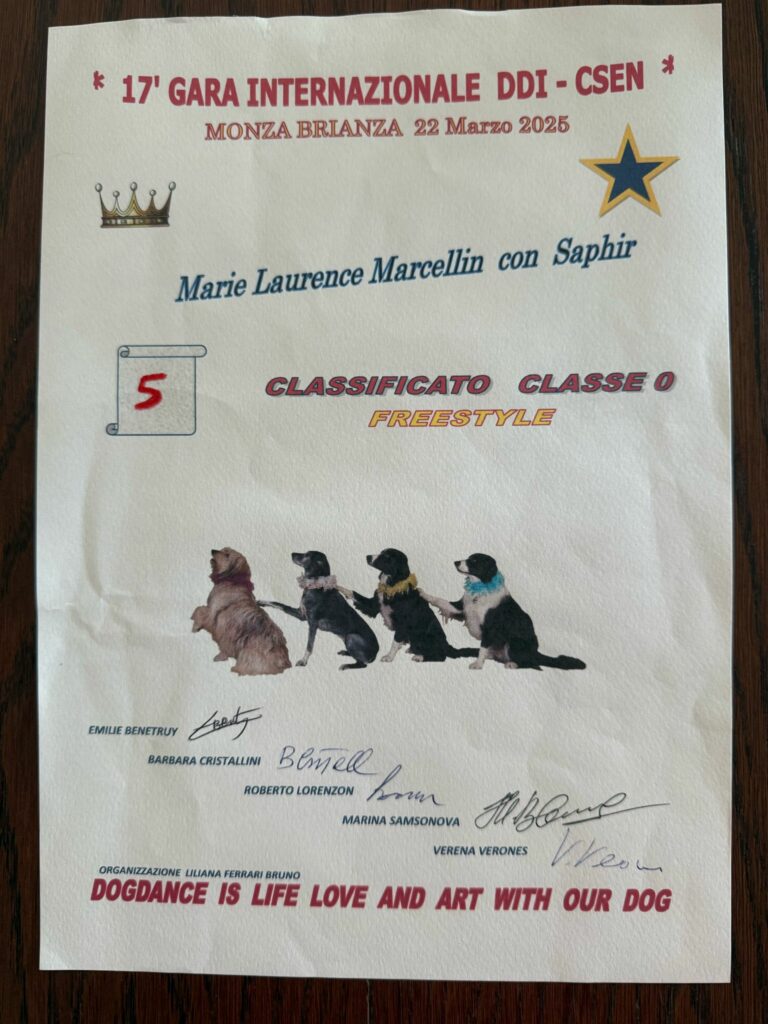 * 17' GARA INTERNAZIONALE DDI - CSEN *
MONZA BRIANZA 22 Marzo 2025
Marie Laurence Marcellin con Saphir
5 CLASSIFICATO CLASSE 0
FREESTYLE
EMILIE BENETRUY
BARBARA CRISTALLINI
ROBERTO LORENZON
MARINA SAMSONOVA
VERENA VERONES
ORGANIZZAZIONE LILIANA FERRARI BRUNO
DOGDANCE IS LIFE LOVE AND ART WITH OUR DOG